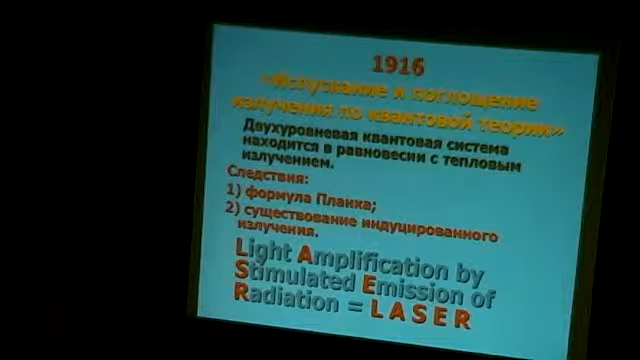 1916
«Испускание и поглощение
излучения по квантовой теории»
Двухуровневая квантовая система
находится в равновесии с тепловым
излучением.
Следствия:
1) формула Планка;
2) существование индуцированного
излучения.
Light Amplification by
Stimulated Emission of
Radiation = LASER